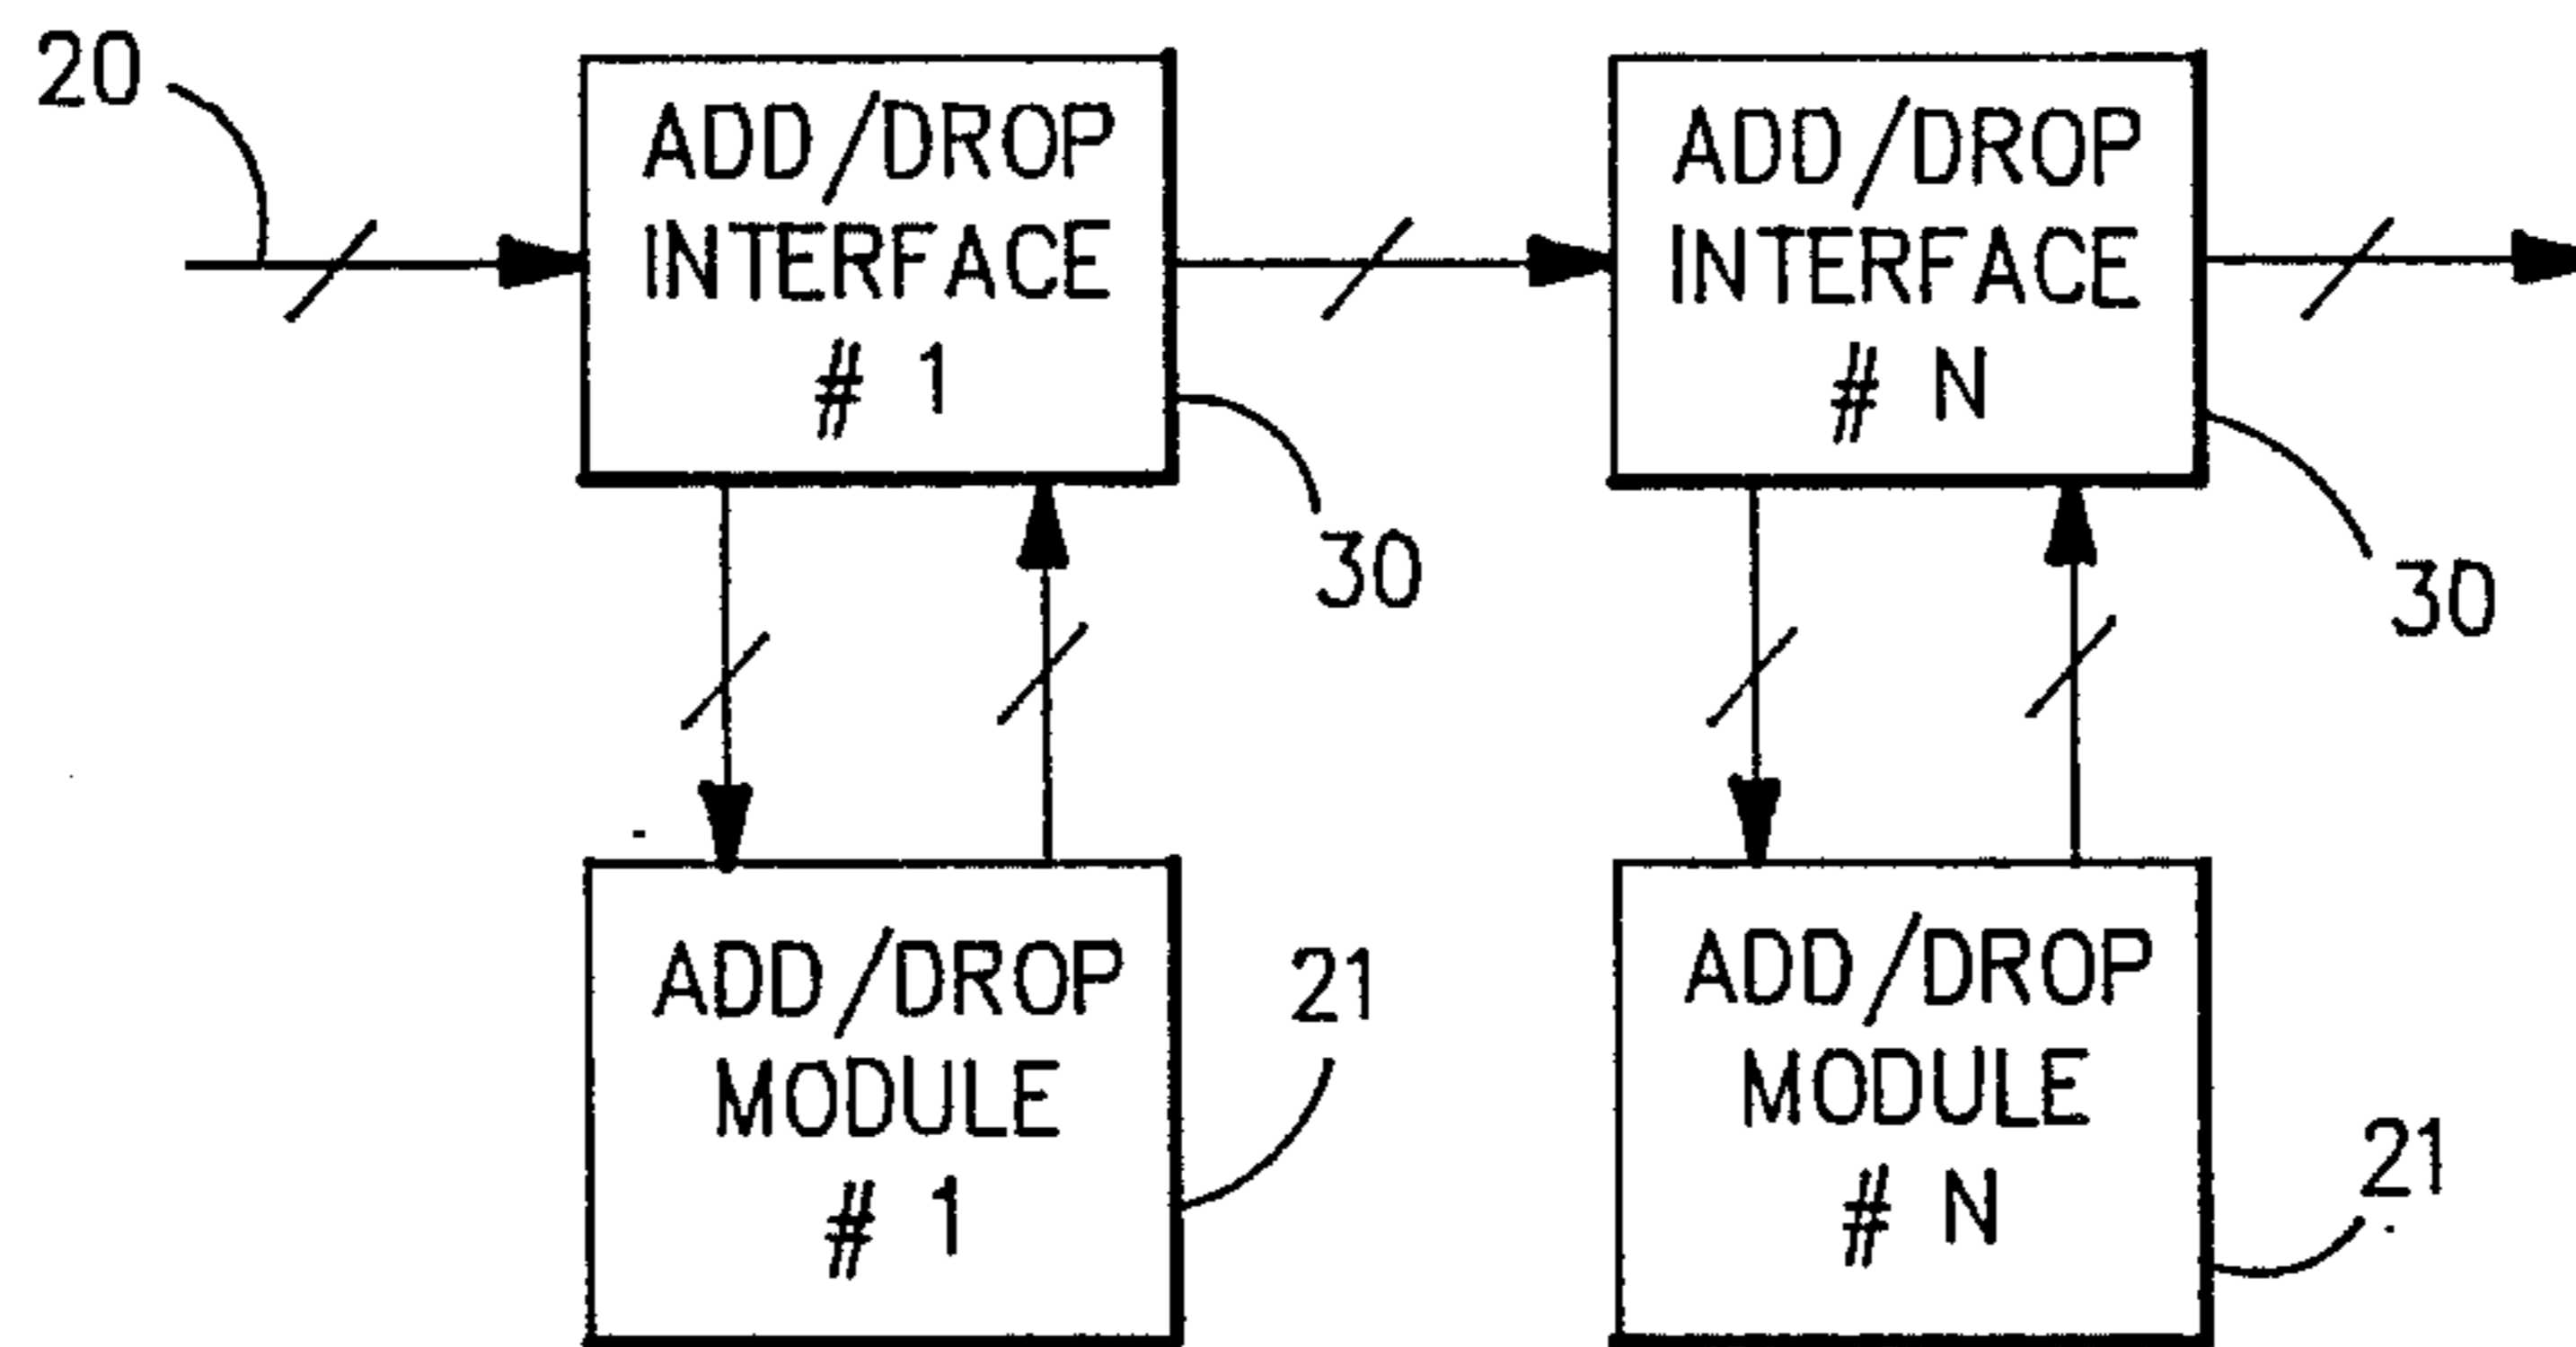 20
ADD/DROP
INTERFACE
# 1
30
ADD/DROP
INTERFACE
# N
30
ADD/DROP
MODULE
# 1
21
ADD/DROP
MODULE
# N
21